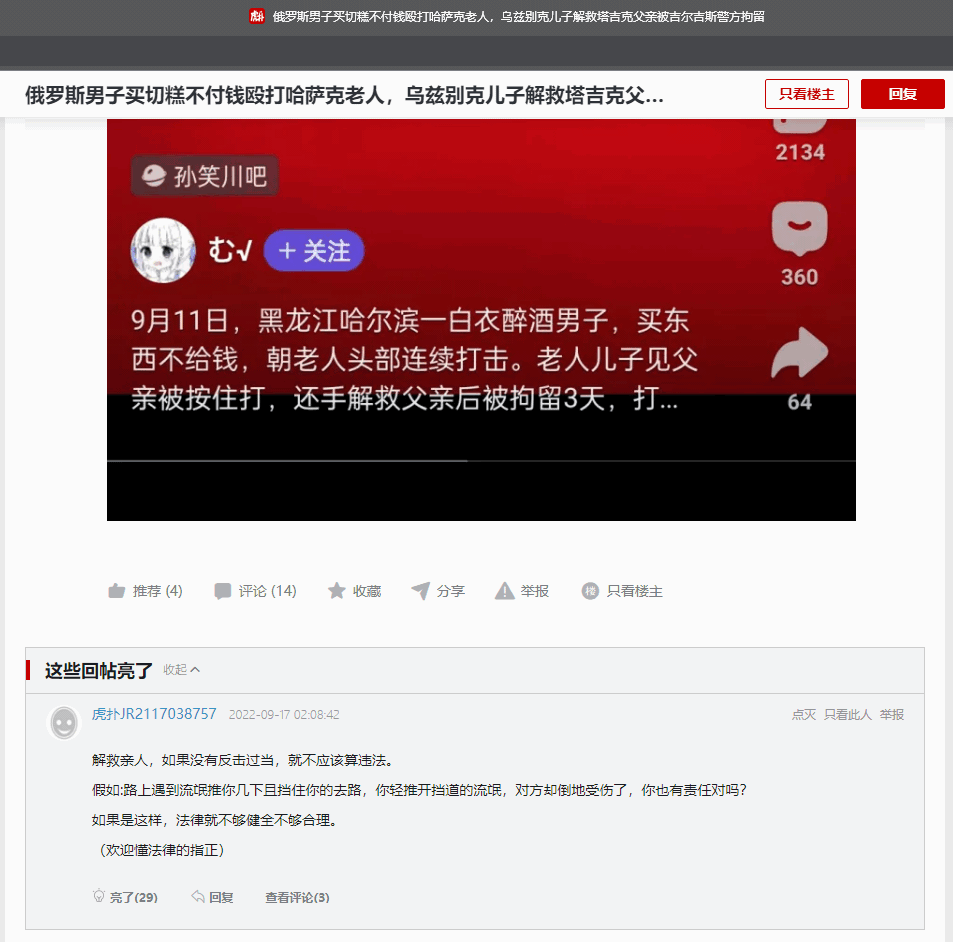 虎扑 俄罗斯男子买切糕不付钱殴打哈萨克老人，乌兹别克儿子解救塔吉克父亲被吉尔吉斯警方拘留
俄罗斯男子买切糕不付钱殴打哈萨克老人，乌兹别克儿子解救塔吉克父...
只看楼主
回复
2134
孙笑川吧
む√ + 关注
360
9月11日，黑龙江哈尔滨一白衣醉酒男子，买东
西不给钱，朝老人头部连续打击。老人儿子见父
亲被按住打，还手解救父亲后被拘留3天，打...
64
推荐 (4) 评论 (14) 收藏 分享 举报 楼 只看楼主
这些回帖亮了 收起
虎扑JR2117038757 2022-09-17 02:08:42 点灭 只看此人 举报
解救亲人，如果没有反击过当，就不应该算违法。
假如:路上遇到流氓推你几下且挡住你的去路，你轻推开挡道的流氓，对方却倒地受伤了，你也有责任对吗?
如果是这样，法律就不够健全不够合理。
（欢迎懂法律的指正）
亮了(29) 回复 查看评论(3)